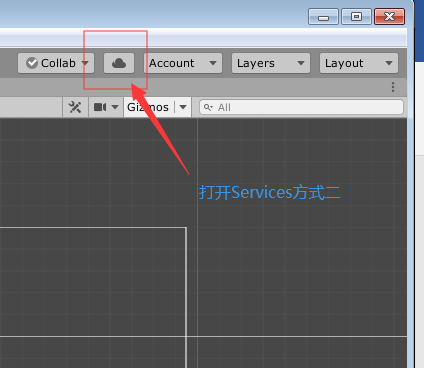 Collab
Account
Layers
Layout
Gizmos
All
打开Services方式二